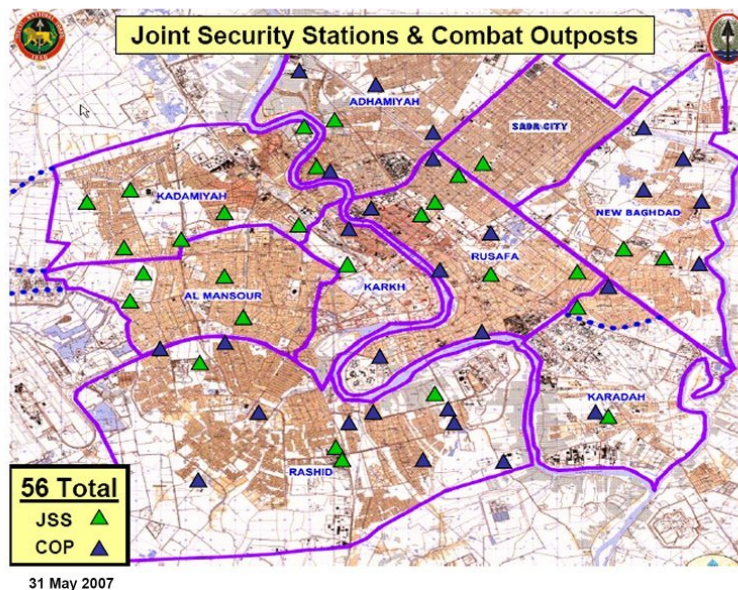 Joint Security Stations & Combat Outposts
ADHAMIYAH
SADR CITY
KADAMIYAH
NEW BAGHDAD
RUSAFA
AL MANSOUR
KARKH
KARADAH
RASHID
56 Total
JSS
COP
31 May 2007